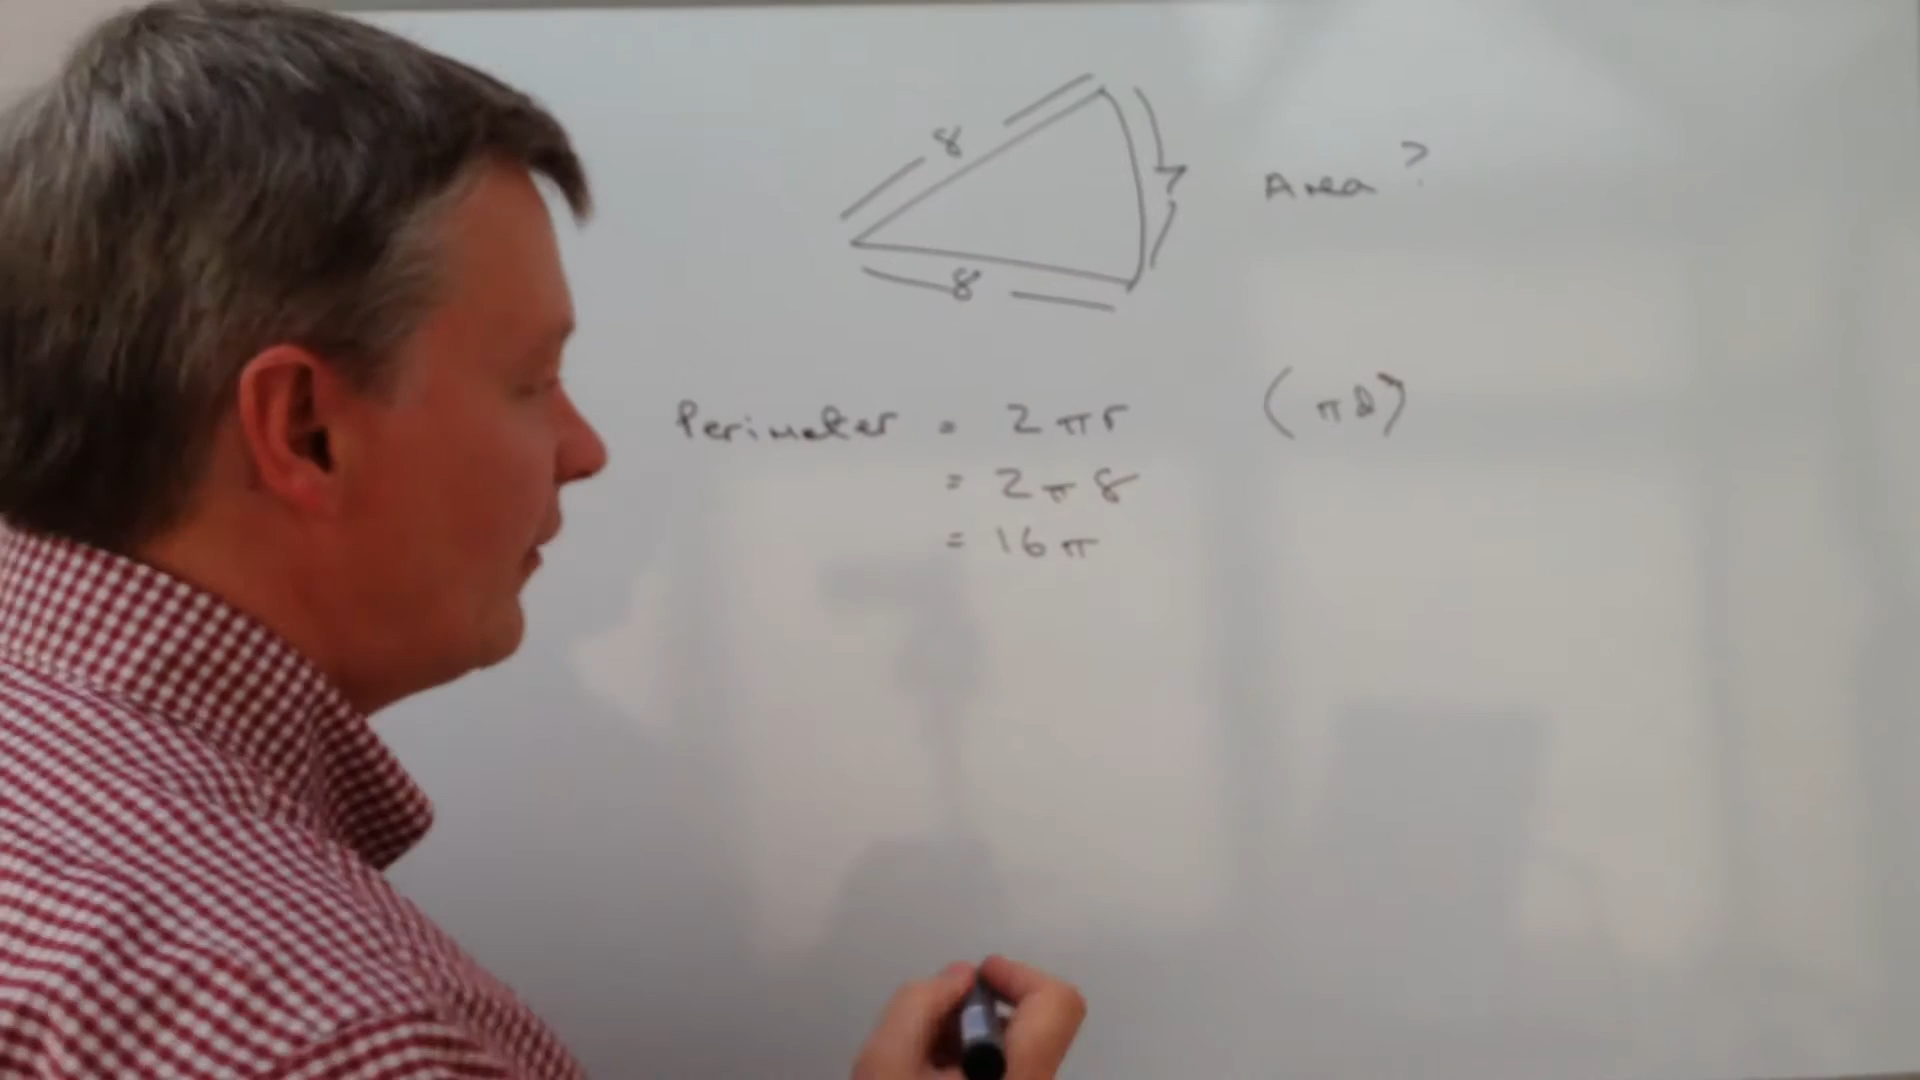 8
7
Area ?
8
Perimeter = 2πr (πd)
= 2π8
= 16π